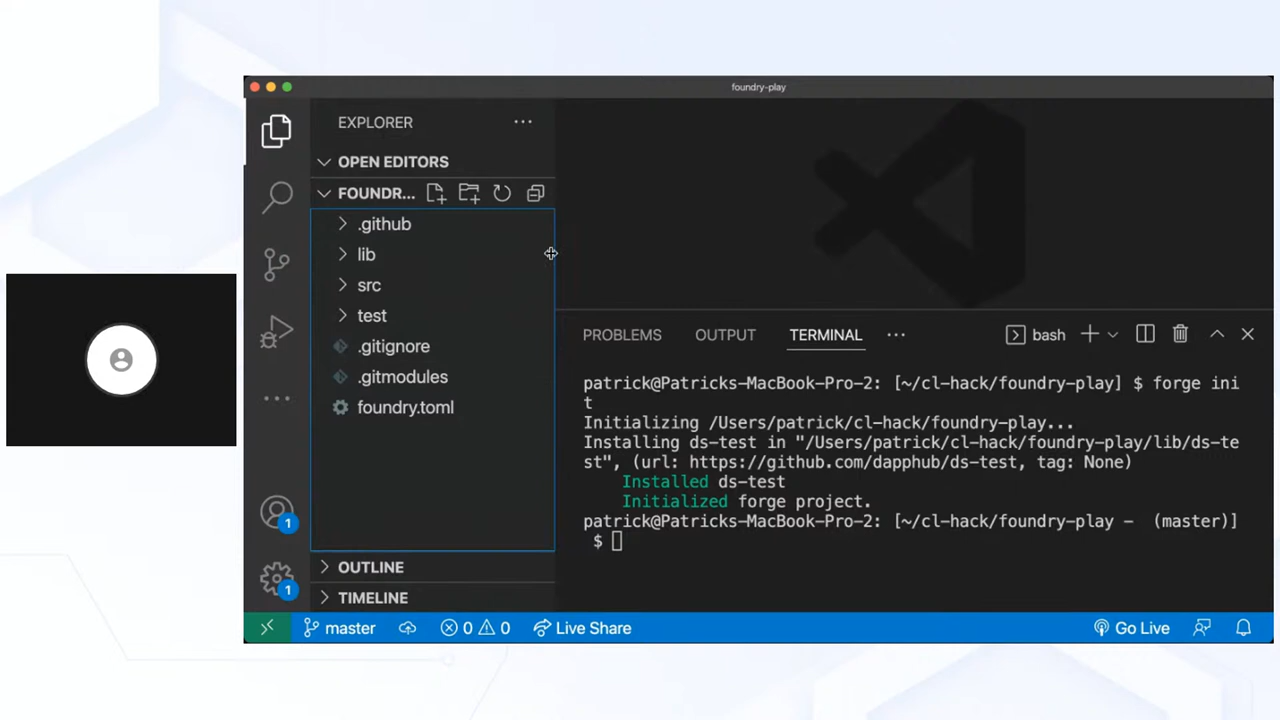 foundry-play
EXPLORER
OPEN EDITORS
FOUNDR...
.github
lib
src
test
.gitignore
.gitmodules
foundry.toml
OUTLINE
TIMELINE
PROBLEMS OUTPUT TERMINAL ... bash
patrick@Patricks-MacBook-Pro-2: [~/cl-hack/foundry-play] $ forge ini
t
Initializing /Users/patrick/cl-hack/foundry-play...
Installing ds-test in "/Users/patrick/cl-hack/foundry-play/lib/ds-te
st", (url: https://github.com/dapphub/ds-test, tag: None)
Installed ds-test
Initialized forge project.
patrick@Patricks-MacBook-Pro-2: [~/cl-hack/foundry-play - (master)]
$
1
1
master 0 0 Live Share Go Live